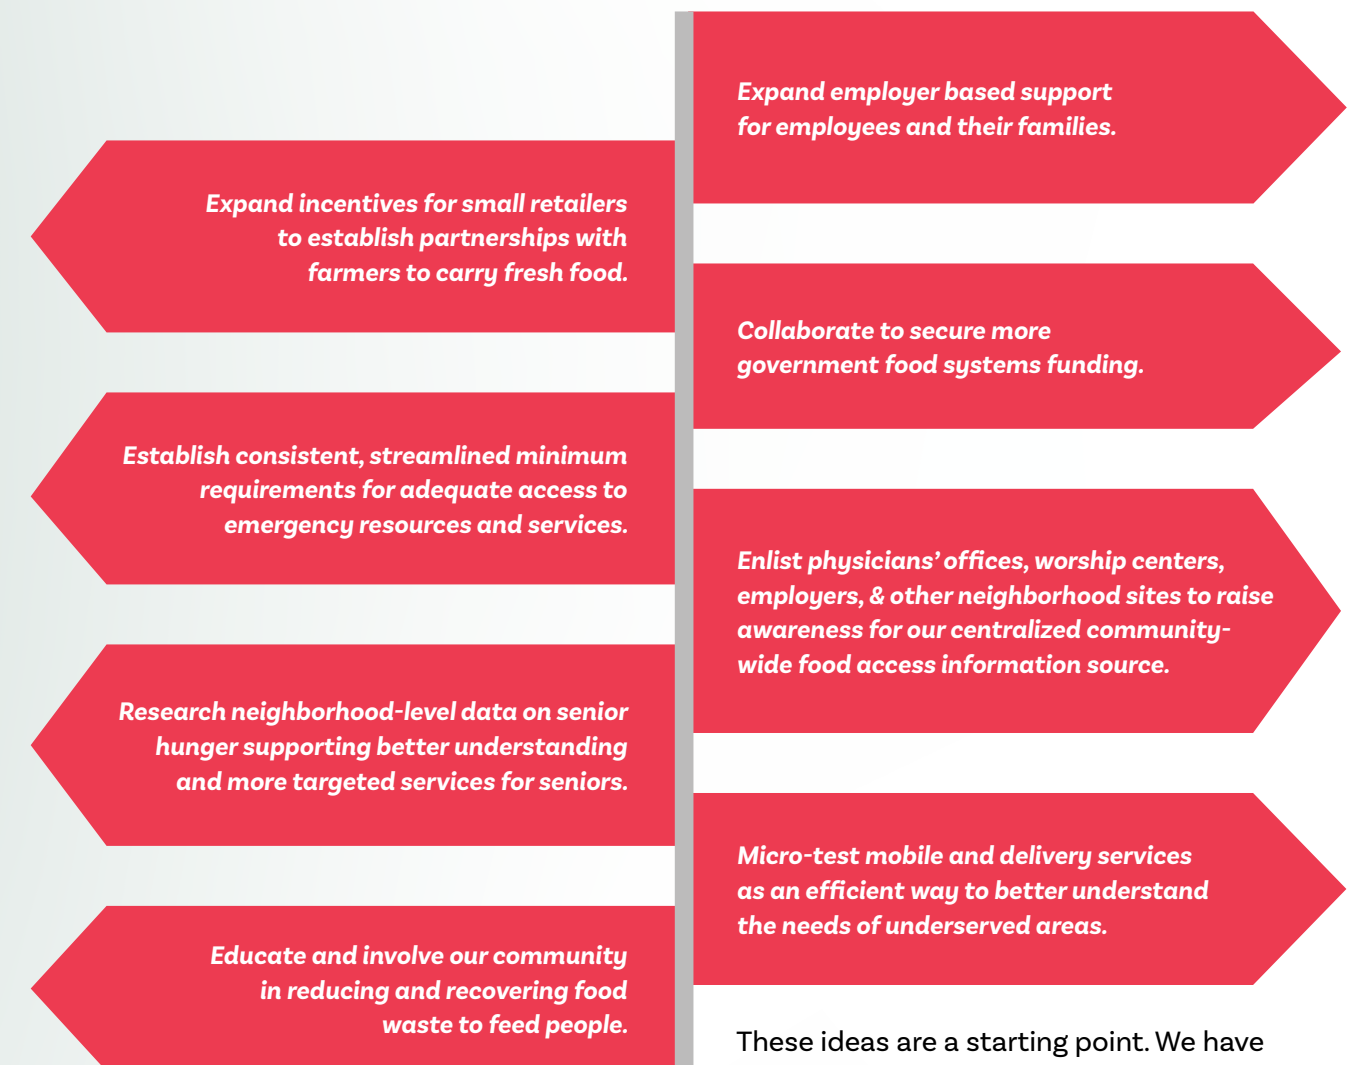 Expand employer based support
for employees and their families.
Expand incentives for small retailers
to establish partnerships with
farmers to carry fresh food.
Collaborate to secure more
government food systems funding.
Establish consistent, streamlined minimum
requirements for adequate access to
emergency resources and services.
Enlist physicians’ offices, worship centers,
employers, & other neighborhood sites to raise
awareness for our centralized community-
wide food access information source.
Research neighborhood-level data on senior
hunger supporting better understanding
and more targeted services for seniors.
Micro-test mobile and delivery services
as an efficient way to better understand
the needs of underserved areas.
Educate and involve our community
in reducing and recovering food
waste to feed people.
These ideas are a starting point. We have